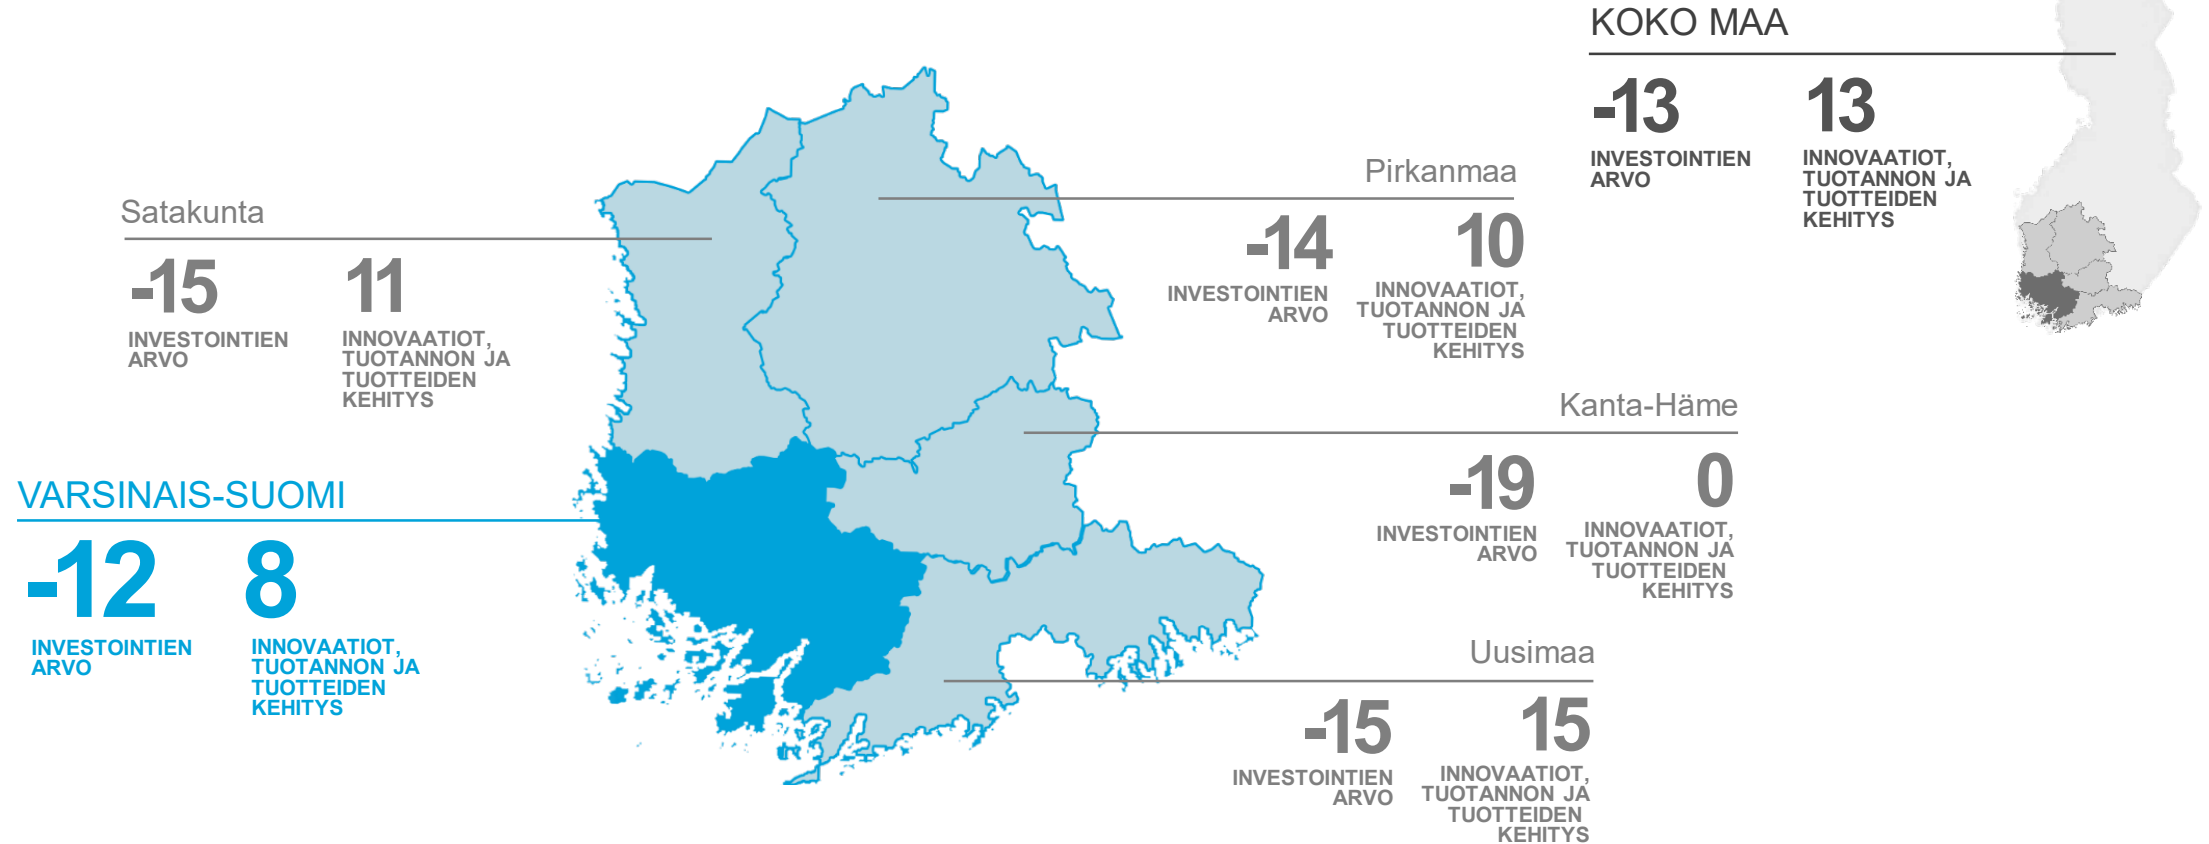 KOKO MAA
-13 13
INVESTOINTIEN
ARVO
INNOVAATIOT,
TUOTANNON JA
TUOTTEIDEN
KEHITYS
Pirkanmaa
-14 10
INVESTOINTIEN
ARVO
INNOVAATIOT,
TUOTANNON JA
TUOTTEIDEN
KEHITYS
Satakunta
-15 11
INVESTOINTIEN
ARVO
INNOVAATIOT,
TUOTANNON JA
TUOTTEIDEN
KEHITYS
Kanta-Häme
-19 0
INVESTOINTIEN
ARVO
INNOVAATIOT,
TUOTANNON JA
TUOTTEIDEN
KEHITYS
VARSINAIS-SUOMI
-12 8
INVESTOINTIEN
ARVO
INNOVAATIOT,
TUOTANNON JA
TUOTTEIDEN
KEHITYS
Uusimaa
-15 15
INVESTOINTIEN
ARVO
INNOVAATIOT,
TUOTANNON JA
TUOTTEIDEN
KEHITYS